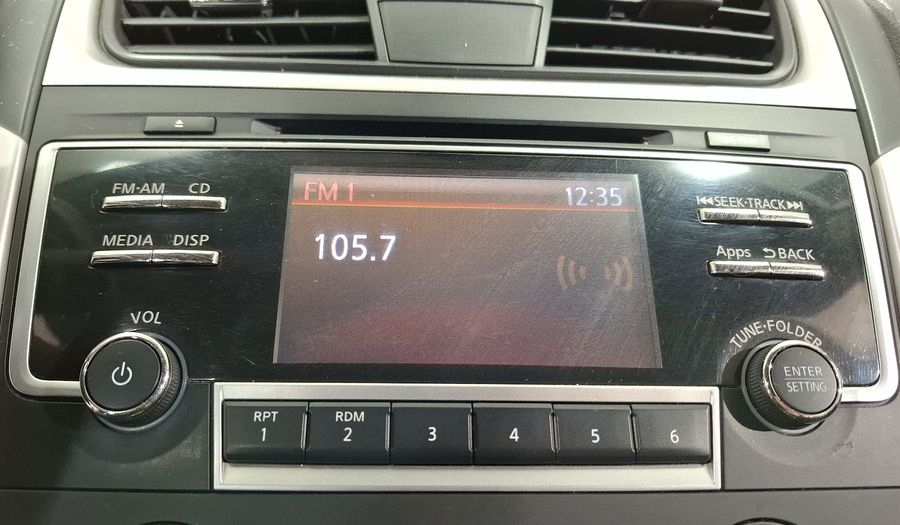 FM·AM CD
FM 1 12:35
SEEK·TRACK
MEDIA DISP
105.7
Apps BACK
VOL
TUNE·FOLDER
ENTER
SETTING
RPT
1
RDM
2
3
4
5
6